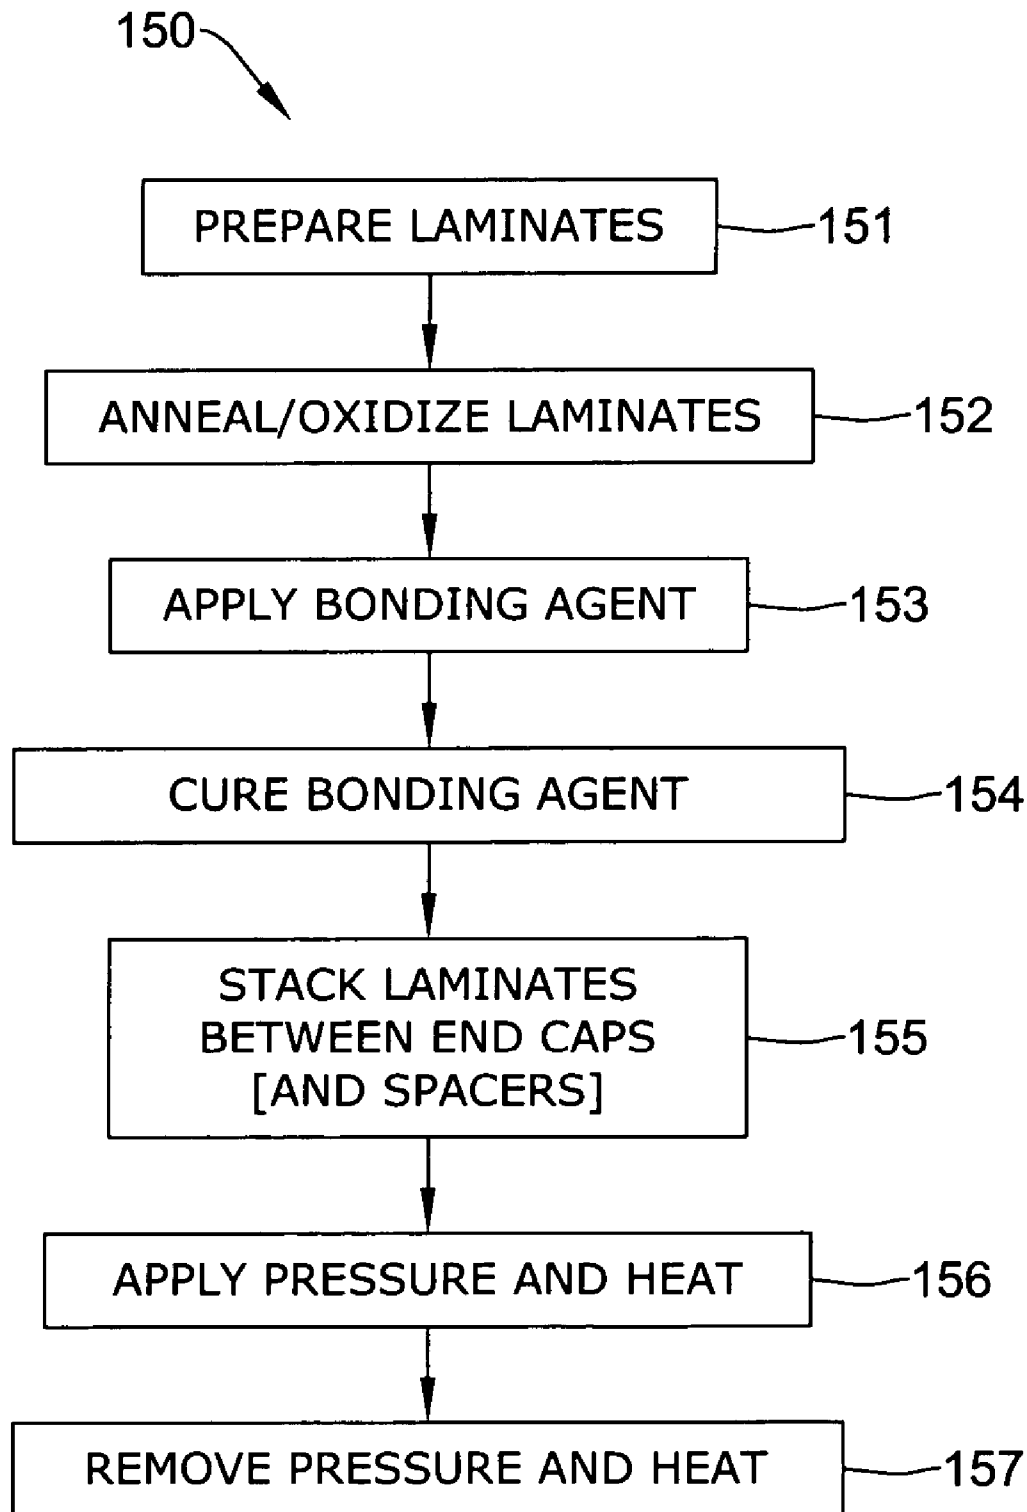 150
PREPARE LAMINATES
151
ANNEAL/OXIDIZE LAMINATES
152
APPLY BONDING AGENT
153
CURE BONDING AGENT
154
STACK LAMINATES
BETWEEN END CAPS
[AND SPACERS]
155
APPLY PRESSURE AND HEAT
156
REMOVE PRESSURE AND HEAT
157